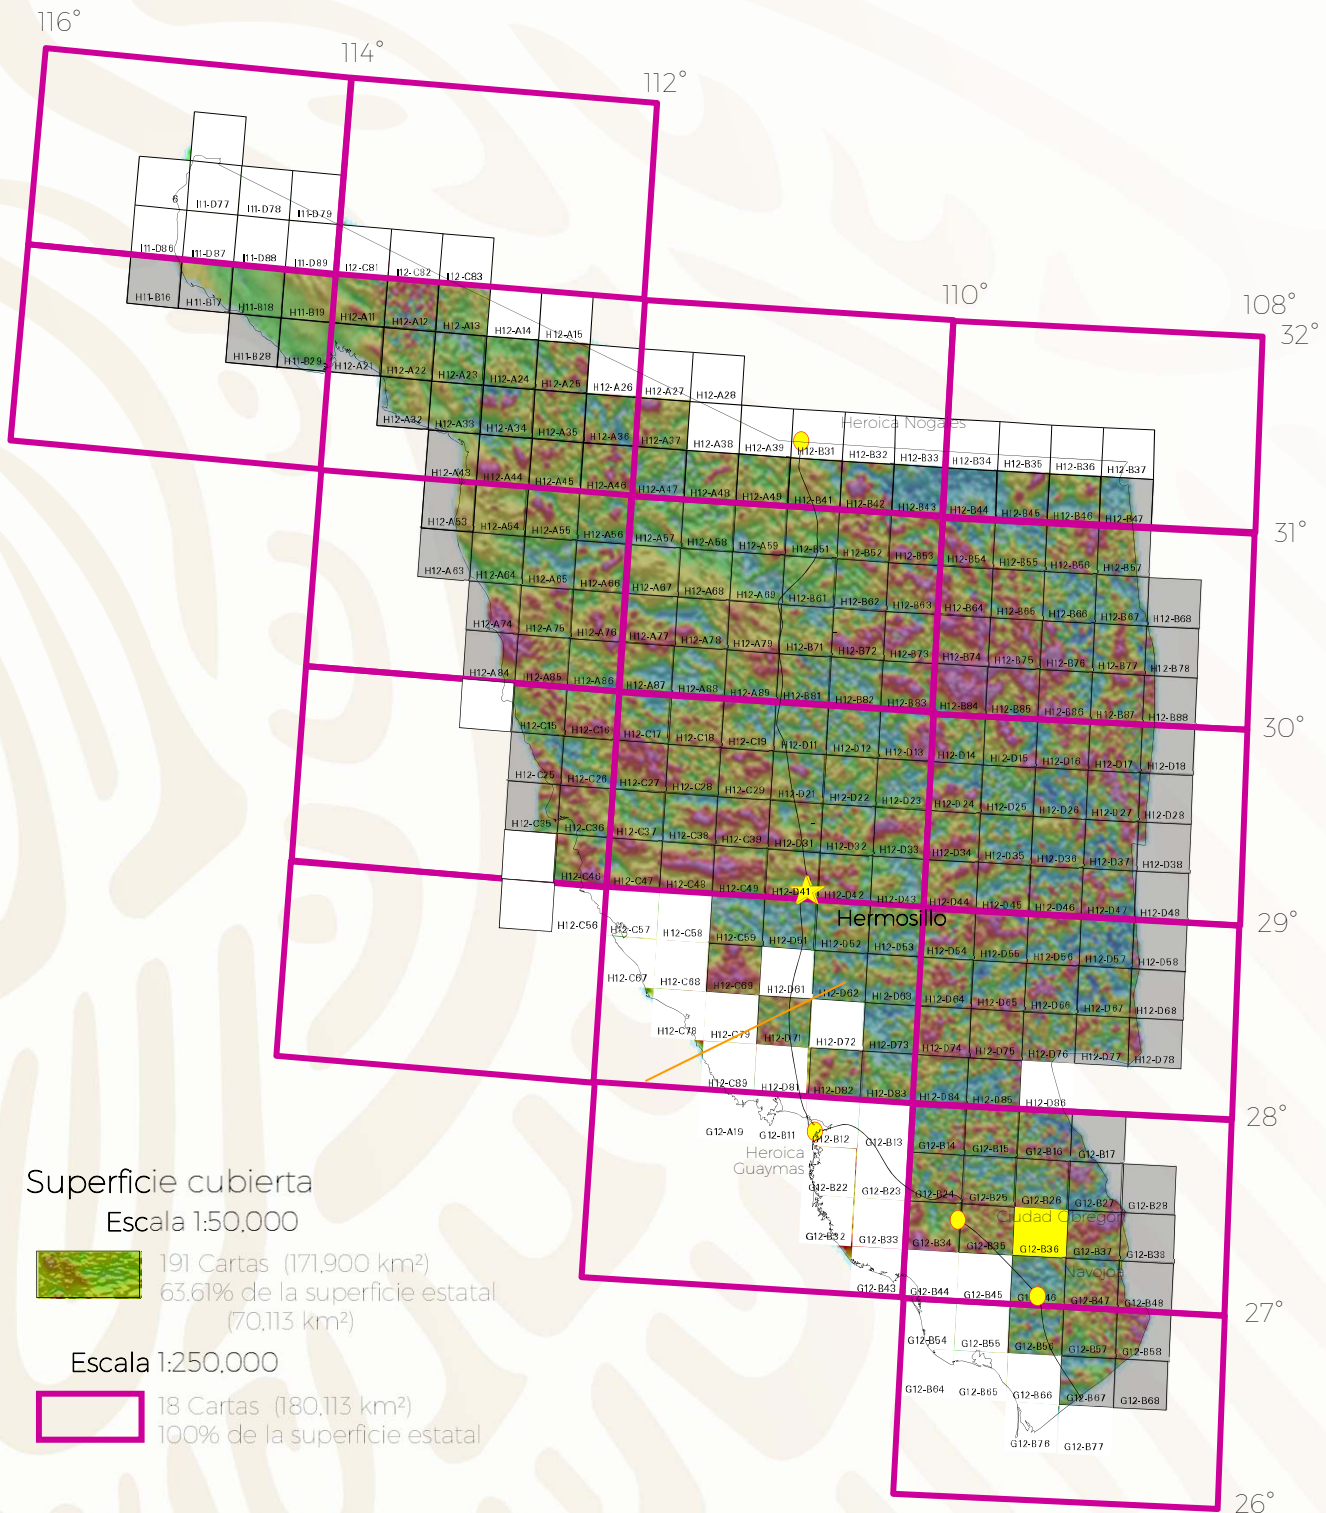 116°
114°
112°
110°
108°
32°
6
I11-D77
I11-D78
I11-D79
I11-D86
I11-D87
I11-D88
I11-D89
I12-C81
I12-C82
I12-C83
H11-B16
H11-B17
H11-B18
H11-B19
H12-A11
H12-A12
H12-A13
H12-A14
H12-A15
H11-B28
H11-B29
H12-A21
H12-A22
H12-A23
H12-A24
H12-A25
H12-A26
H12-A27
H12-A28
Heroica Nogales
H12-A32
H12-A33
H12-A34
H12-A35
H12-A36
H12-A37
H12-A38
H12-A39
H12-B31
H12-B32
H12-B33
H12-B34
H12-B35
H12-B36
H12-B37
H12-A43
H12-A44
H12-A45
H12-A46
H12-A47
H12-A48
H12-A49
H12-B41
H12-B42
H12-B43
H12-B44
H12-B45
H12-B46
H12-B47
31°
H12-A53
H12-A54
H12-A55
H12-A56
H12-A57
H12-A58
H12-A59
H12-B51
H12-B52
H12-B53
H12-B54
H12-B55
H12-B56
H12-B57
H12-A63
H12-A64
H12-A65
H12-A66
H12-A67
H12-A68
H12-A69
H12-B61
H12-B62
H12-B63
H12-B64
H12-B65
H12-B66
H12-B67
H12-B68
H12-A74
H12-A75
H12-A76
H12-A77
H12-A78
H12-A79
H12-B71
H12-B72
H12-B73
H12-B74
H12-B75
H12-B76
H12-B77
H12-B78
H12-A84
H12-A85
H12-A86
H12-A87
H12-A88
H12-A89
H12-B81
H12-B82
H12-B83
H12-B84
H12-B85
H12-B86
H12-B87
H12-B88
30°
H12-C15
H12-C16
H12-C17
H12-C18
H12-C19
H12-D11
H12-D12
H12-D13
H12-D14
H12-D15
H12-D16
H12-D17
H12-D18
H12-C25
H12-C26
H12-C27
H12-C28
H12-C29
H12-D21
H12-D22
H12-D23
H12-D24
H12-D25
H12-D26
H12-D27
H12-D28
H12-C35
H12-C36
H12-C37
H12-C38
H12-C39
H12-D31
H12-D32
H12-D33
H12-D34
H12-D35
H12-D36
H12-D37
H12-D38
H12-C46
H12-C47
H12-C48
H12-C49
H12-D41
H12-D42
H12-D43
H12-D44
H12-D45
H12-D46
H12-D47
H12-D48
29°
Hermosillo
H12-C56
H12-C57
H12-C58
H12-C59
H12-D51
H12-D52
H12-D53
H12-D54
H12-D55
H12-D56
H12-D57
H12-D58
H12-C67
H12-C68
H12-C69
H12-D61
H12-D62
H12-D63
H12-D64
H12-D65
H12-D66
H12-D67
H12-D68
H12-C78
H12-C79
H12-D71
H12-D72
H12-D73
H12-D74
H12-D75
H12-D76
H12-D77
H12-D78
H12-C89
H12-D81
H12-D82
H12-D83
H12-D84
H12-D85
H12-D86
28°
G12-A19
G12-B11
G12-B12
G12-B13
G12-B14
G12-B15
G12-B16
G12-B17
Heroica
Guaymas
G12-B22
G12-B23
G12-B24
G12-B25
G12-B26
G12-B27
G12-B28
Ciudad Obregón
G12-B32
G12-B33
G12-B34
G12-B35
G12-B36
G12-B37
G12-B38
Navojoa
G12-B43
G12-B44
G12-B45
G12-B46
G12-B47
G12-B48
27°
G12-B54
G12-B55
G12-B56
G12-B57
G12-B58
G12-B64
G12-B65
G12-B66
G12-B67
G12-B68
G12-B76
G12-B77
26°
Superficie cubierta
Escala 1:50,000
191 Cartas (171,900 km²)
63.61% de la superficie estatal
(70,113 km²)
Escala 1:250,000
18 Cartas (180,113 km²)
100% de la superficie estatal